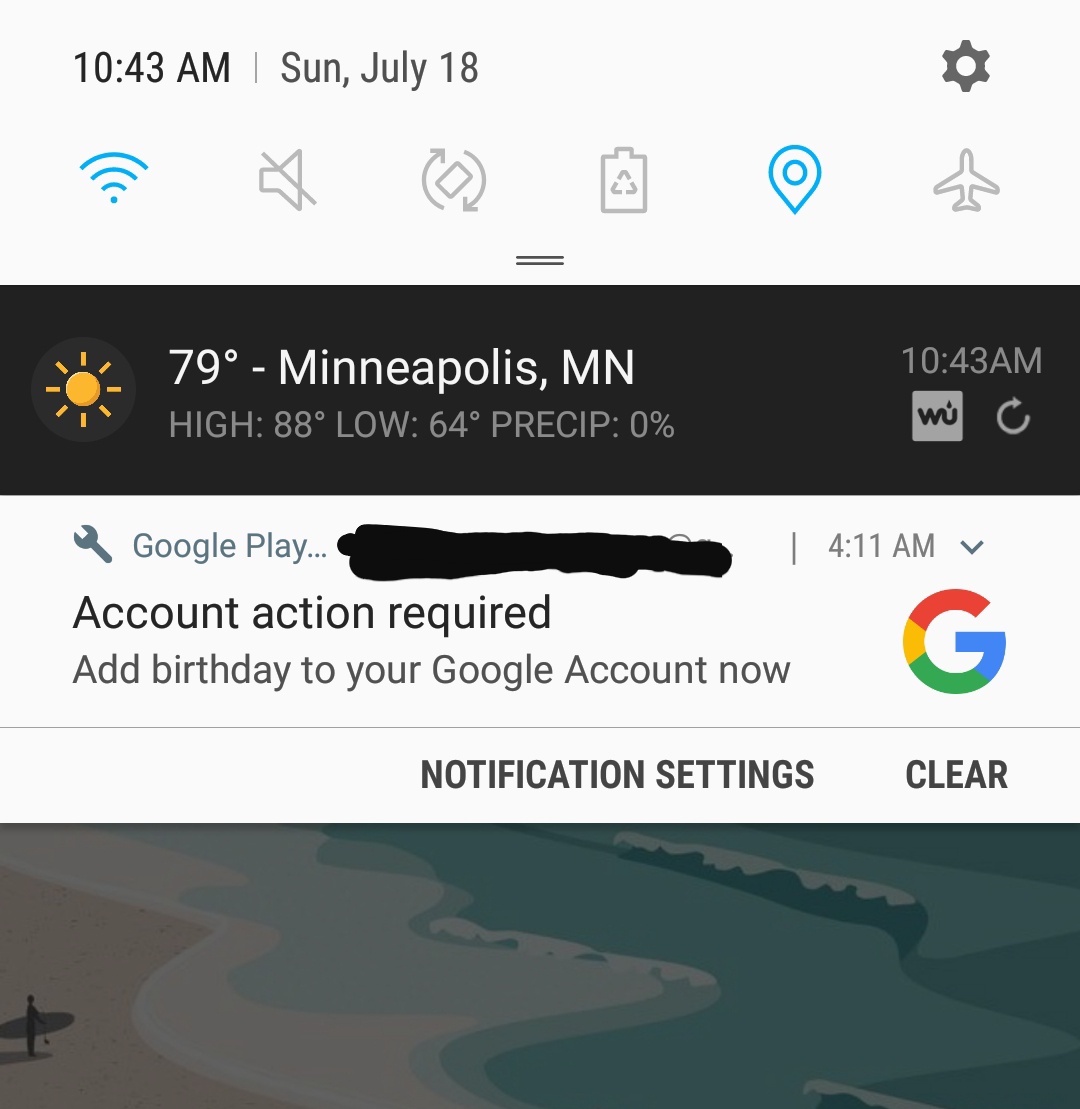 10:43 AM | Sun, July 18
79° - Minneapolis, MN
10:43AM
HIGH: 88° LOW: 64° PRECIP: 0%
wu
Google Play... | 4:11 AM
Account action required
Add birthday to your Google Account now
G
NOTIFICATION SETTINGS CLEAR